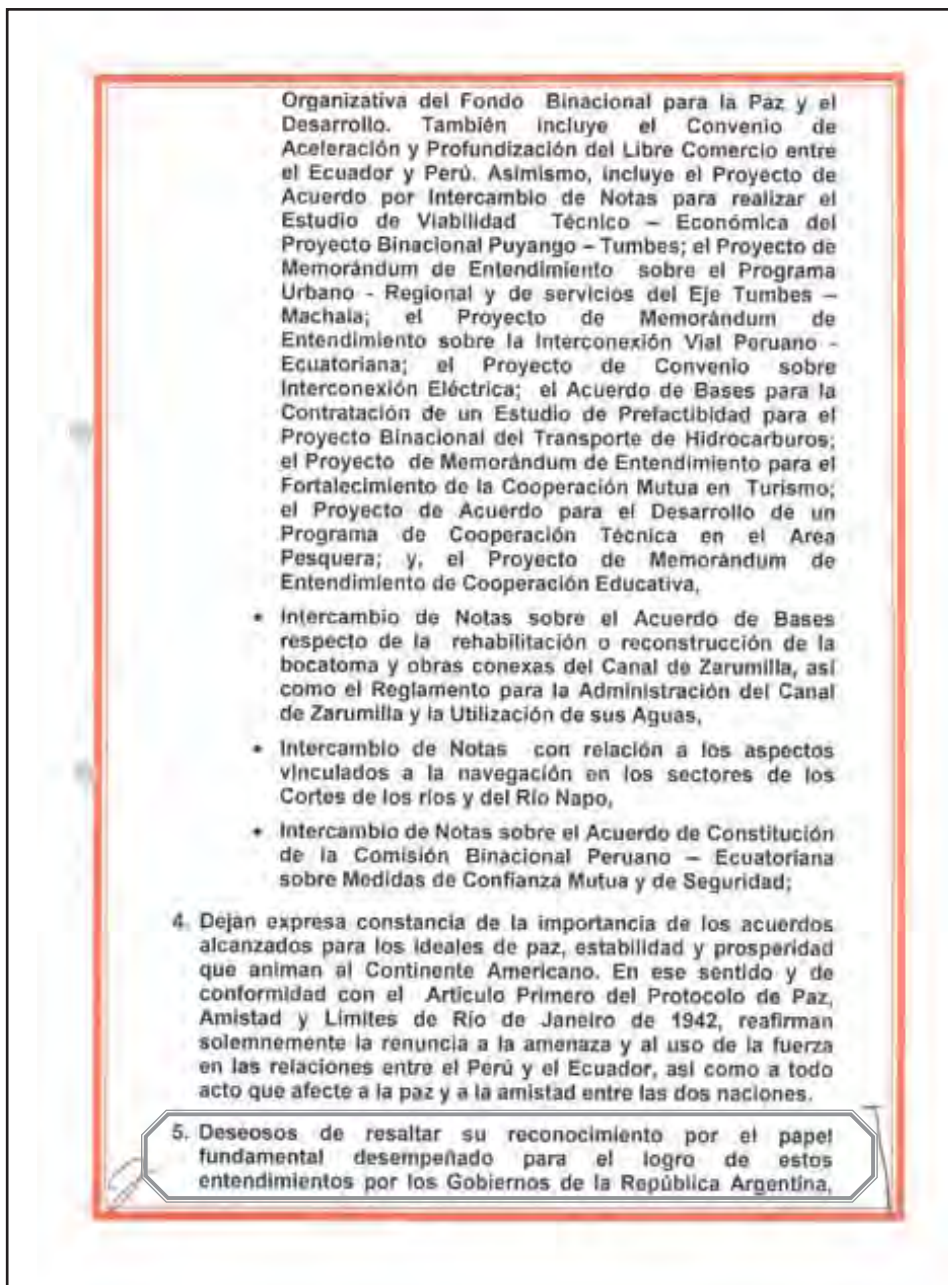 Organizativa del Fondo Binacional para la Paz y el
Desarrollo. También incluye el Convenio de
Aceleración y Profundización del Libre Comercio entre
el Ecuador y Perú. Asimismo, incluye el Proyecto de
Acuerdo por Intercambio de Notas para realizar el
Estudio de Viabilidad Técnico – Económica del
Proyecto Binacional Puyango – Tumbes; el Proyecto de
Memorándum de Entendimiento sobre el Programa
Urbano - Regional y de servicios del Eje Tumbes –
Machala; el Proyecto de Memorándum de
Entendimiento sobre la Interconexión Vial Peruano -
Ecuatoriana; el Proyecto de Convenio sobre
Interconexión Eléctrica; el Acuerdo de Bases para la
Contratación de un Estudio de Prefactibidad para el
Proyecto Binacional del Transporte de Hidrocarburos;
el Proyecto de Memorándum de Entendimiento para el
Fortalecimiento de la Cooperación Mutua en Turismo;
el Proyecto de Acuerdo para el Desarrollo de un
Programa de Cooperación Técnica en el Area
Pesquera; y, el Proyecto de Memorándum de
Entendimiento de Cooperación Educativa,
• Intercambio de Notas sobre el Acuerdo de Bases
respecto de la rehabilitación o reconstrucción de la
bocatoma y obras conexas del Canal de Zarumilla, así
como el Reglamento para la Administración del Canal
de Zarumilla y la Utilización de sus Aguas,
• Intercambio de Notas con relación a los aspectos
vinculados a la navegación en los sectores de los
Cortes de los ríos y del Río Napo,
• Intercambio de Notas sobre el Acuerdo de Constitución
de la Comisión Binacional Peruano – Ecuatoriana
sobre Medidas de Confianza Mutua y de Seguridad;
4. Dejan expresa constancia de la importancia de los acuerdos
alcanzados para los ideales de paz, estabilidad y prosperidad
que animan al Continente Americano. En ese sentido y de
conformidad con el Artículo Primero del Protocolo de Paz,
Amistad y Límites de Río de Janeiro de 1942, reafirman
solemnemente la renuncia a la amenaza y al uso de la fuerza
en las relaciones entre el Perú y el Ecuador, así como a todo
acto que afecte a la paz y a la amistad entre las dos naciones.
5. Deseosos de resaltar su reconocimiento por el papel
fundamental desempeñado para el logro de estos
entendimientos por los Gobiernos de la República Argentina,